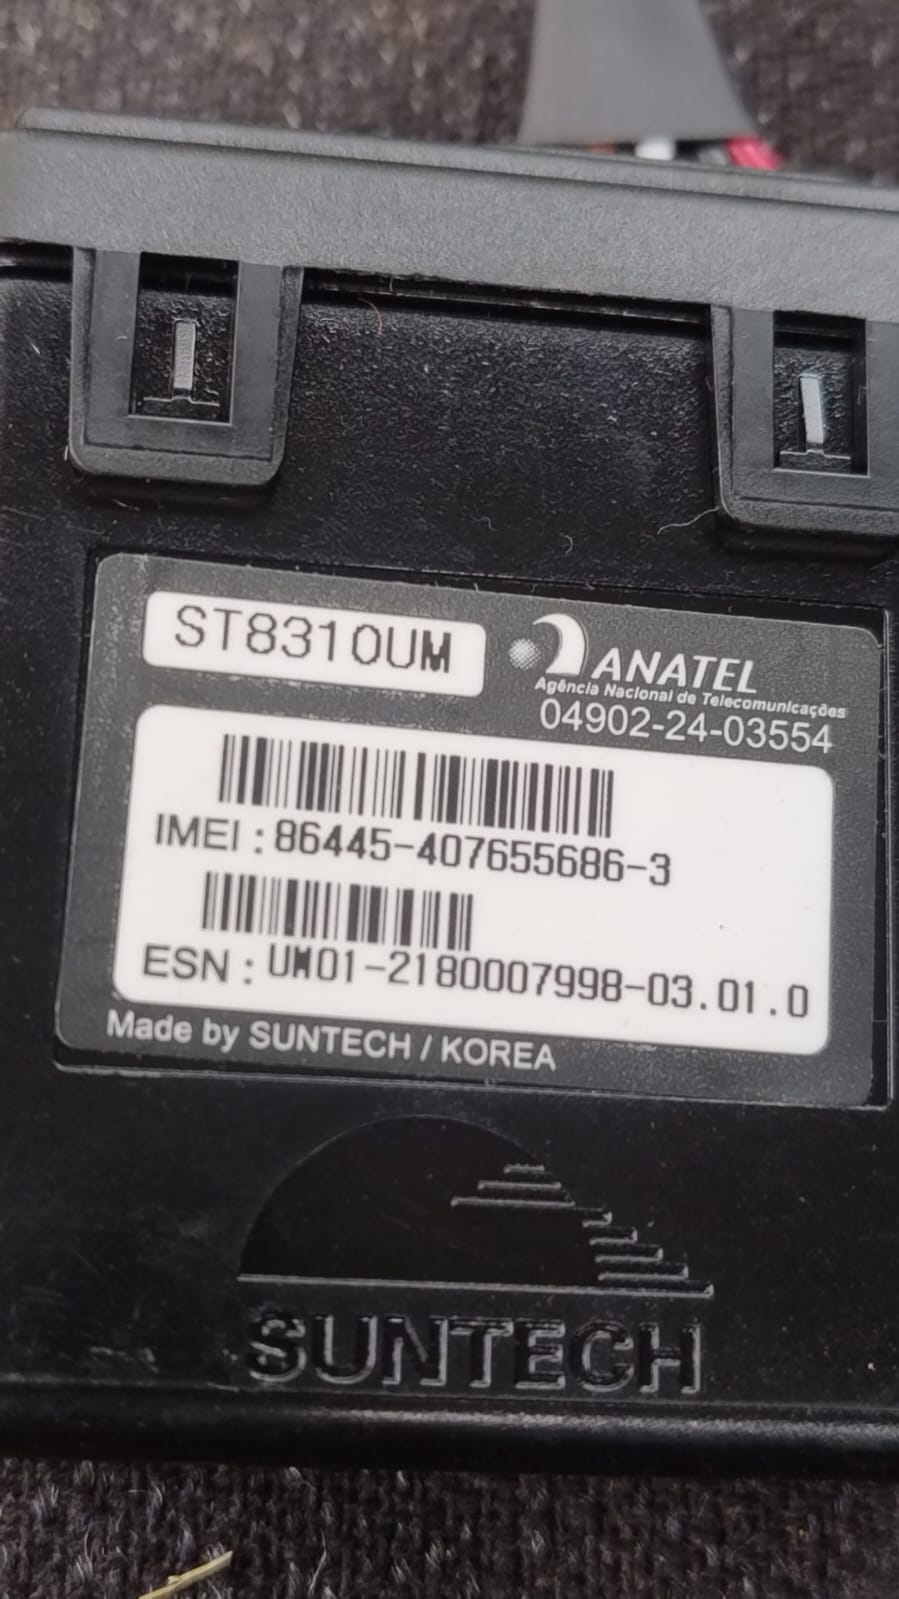 ST8310UM
ANATEL
Agência Nacional de Telecomunicações
04902-24-03554
IMEI : 86445-407655686-3
ESN : UM01-2180007998-03.01.0
Made by SUNTECH / KOREA
SUNTECH